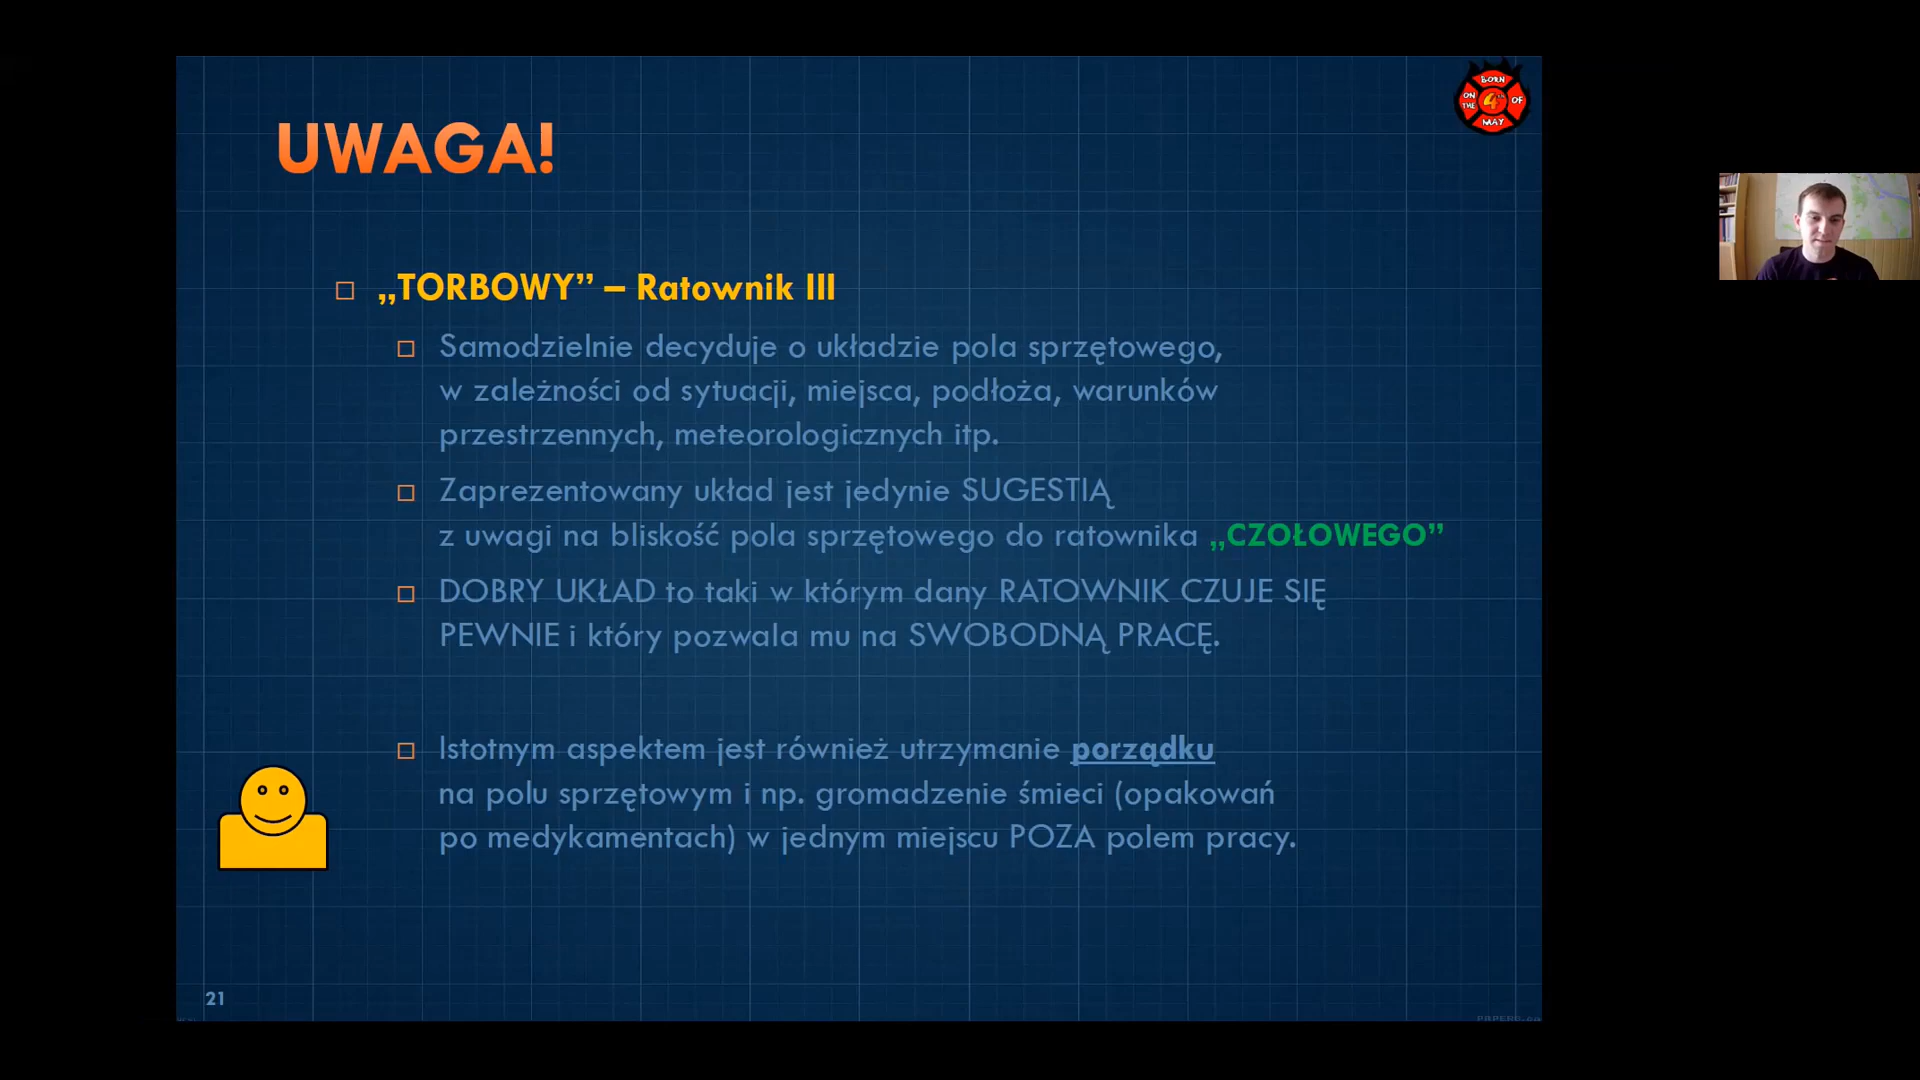 UWAGA!
BORN
ON THE 4TH OF
MAY
„TORBOWY” – Ratownik III
Samodzielnie decyduje o układzie pola sprzętowego,
w zależności od sytuacji, miejsca, podłoża, warunków
przestrzennych, meteorologicznych itp.
Zaprezentowany układ jest jedynie SUGESTIĄ
z uwagi na bliskość pola sprzętowego do ratownika „CZOŁOWEGO”
DOBRY UKŁAD to taki w którym dany RATOWNIK CZUJE SIĘ
PEWNIE i który pozwala mu na SWOBODNĄ PRACĘ.
Istotnym aspektem jest również utrzymanie porządku
na polu sprzętowym i np. gromadzenie śmieci (opakowań
po medykamentach) w jednym miejscu POZA polem pracy.
21